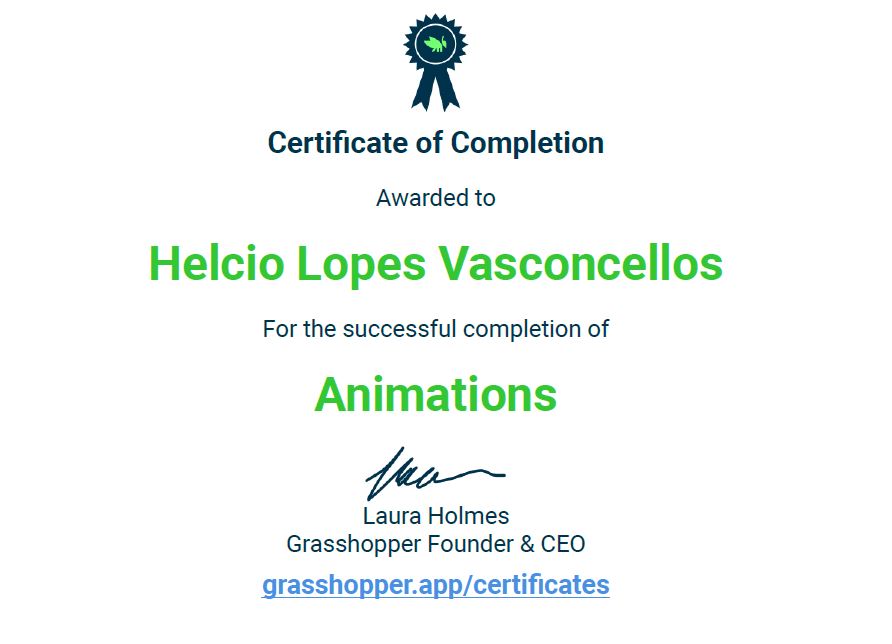 Certificate of Completion
Awarded to
Helcio Lopes Vasconcellos
For the successful completion of
Animations
Laura Holmes
Grasshopper Founder & CEO
grasshopper.app/certificates